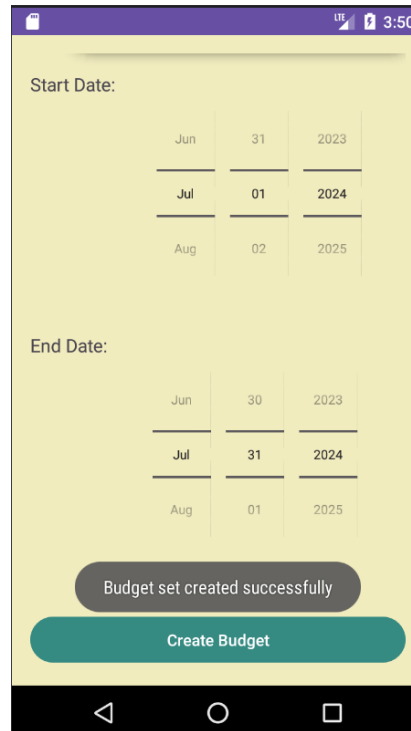 LTE 3:50
Start Date:
Jun 31 2023
Jul 01 2024
Aug 02 2025
End Date:
Jun 30 2023
Jul 31 2024
Aug 01 2025
Budget set created successfully
Create Budget